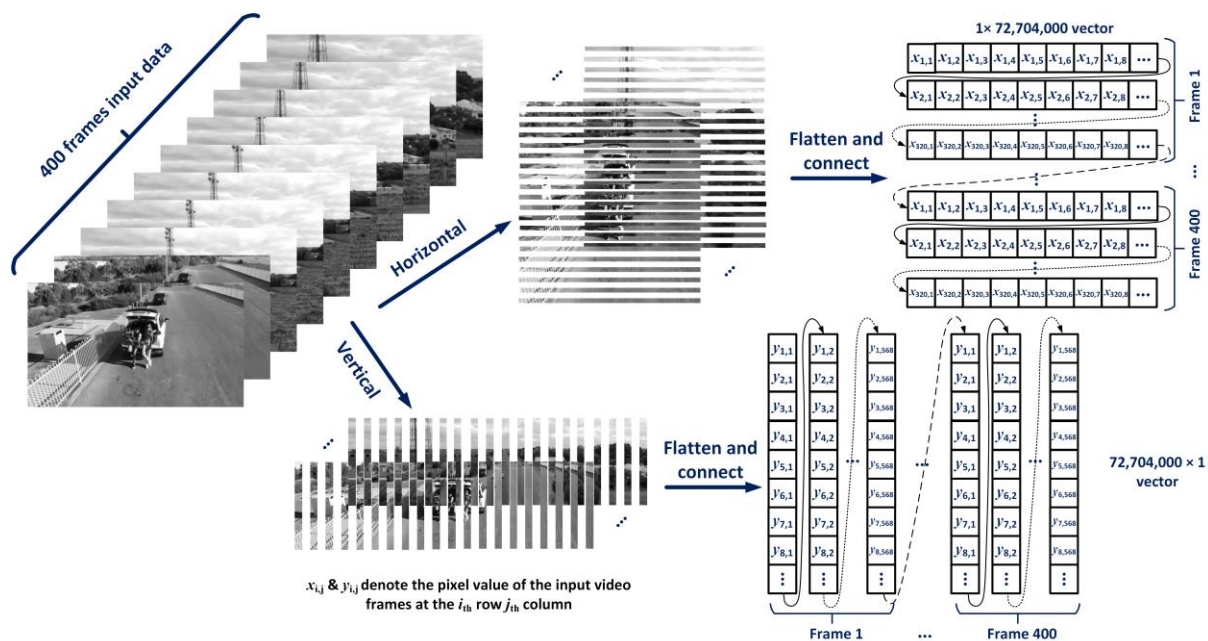 400 frames input data
Horizontal
Vertical
Flatten and
connect
1× 72,704,000 vector
x1,1 x1,2 x1,3 x1,4 x1,5 x1,6 x1,7 x1,8 ...
x2,1 x2,2 x2,3 x2,4 x2,5 x2,6 x2,7 x2,8 ...
x320,1 x320,2 x320,3 x320,4 x320,5 x320,6 x320,7 x320,8 ...
Frame 1
...
x1,1 x1,2 x1,3 x1,4 x1,5 x1,6 x1,7 x1,8 ...
x2,1 x2,2 x2,3 x2,4 x2,5 x2,6 x2,7 x2,8 ...
x320,1 x320,2 x320,3 x320,4 x320,5 x320,6 x320,7 x320,8 ...
Frame 400
Flatten and
connect
y1,1 y1,2 y1,568 y1,1 y1,2 y1,568
y2,1 y2,2 y2,568 y2,1 y2,2 y2,568
y3,1 y3,2 y3,568 y3,1 y3,2 y3,568
y4,1 y4,2 y4,568 y4,1 y4,2 y4,568
y5,1 y5,2 ... y5,568 ... y5,1 y5,2 ... y5,568
y6,1 y6,2 y6,568 y6,1 y6,2 y6,568
y7,1 y7,2 y7,568 y7,1 y7,2 y7,568
y8,1 y8,2 y8,568 y8,1 y8,2 y8,568
72,704,000 × 1
vector
Frame 1 ... Frame 400
xi,j & yi,j denote the pixel value of the input video
frames at the ith row jth column